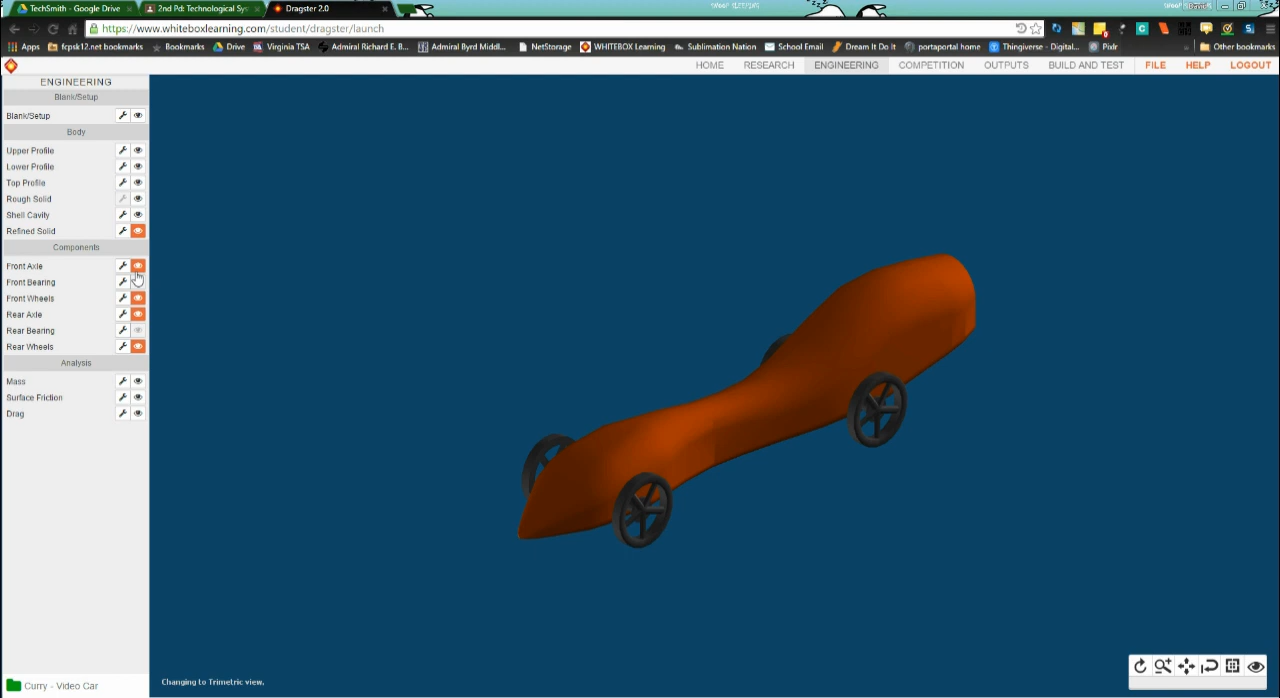 TechSmith - Google Drive
2nd Pd: Technological Sys
Dragster 2.0
https://www.whiteboxlearning.com/student/dragster/launch
Apps fcpsk12.net bookmarks Bookmarks Drive Virginia TSA Admiral Richard E. B... Admiral Byrd Middl... NetStorage WHITEBOX Learning Sublimation Nation School Email Dream It Do It portaportal home Thingiverse - Digital... Pixlr Other bookmarks
HOME RESEARCH ENGINEERING COMPETITION OUTPUTS BUILD AND TEST FILE HELP LOGOUT
ENGINEERING
Blank/Setup
Blank/Setup
Body
Upper Profile
Lower Profile
Top Profile
Rough Solid
Shell Cavity
Refined Solid
Components
Front Axle
Front Bearing
Front Wheels
Rear Axle
Rear Bearing
Rear Wheels
Analysis
Mass
Surface Friction
Drag
Changing to Trimetric view.
Curry - Video Car